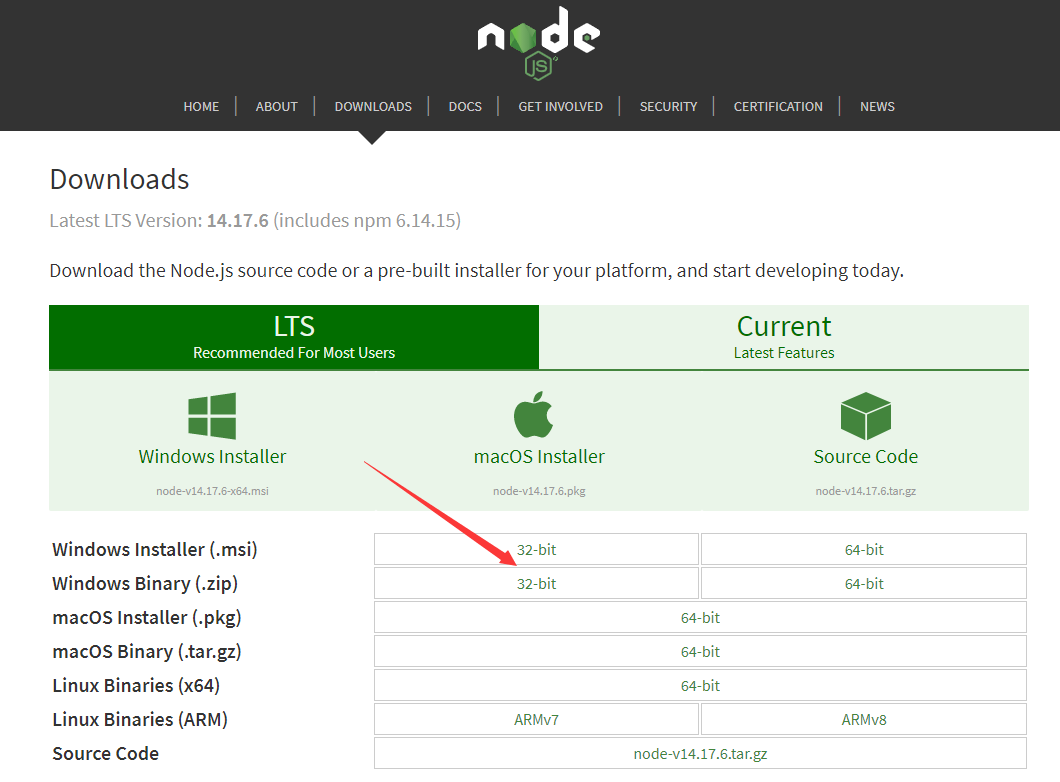 node
JS
HOME ABOUT DOWNLOADS DOCS GET INVOLVED SECURITY CERTIFICATION NEWS
Downloads
Latest LTS Version: 14.17.6 (includes npm 6.14.15)
Download the Node.js source code or a pre-built installer for your platform, and start developing today.
LTS
Recommended For Most Users
Current
Latest Features
Windows Installer
node-v14.17.6-x64.msi
macOS Installer
node-v14.17.6.pkg
Source Code
node-v14.17.6.tar.gz
Windows Installer (.msi) 32-bit 64-bit
Windows Binary (.zip) 32-bit 64-bit
macOS Installer (.pkg) 64-bit
macOS Binary (.tar.gz) 64-bit
Linux Binaries (x64) 64-bit
Linux Binaries (ARM) ARMv7 ARMv8
Source Code node-v14.17.6.tar.gz